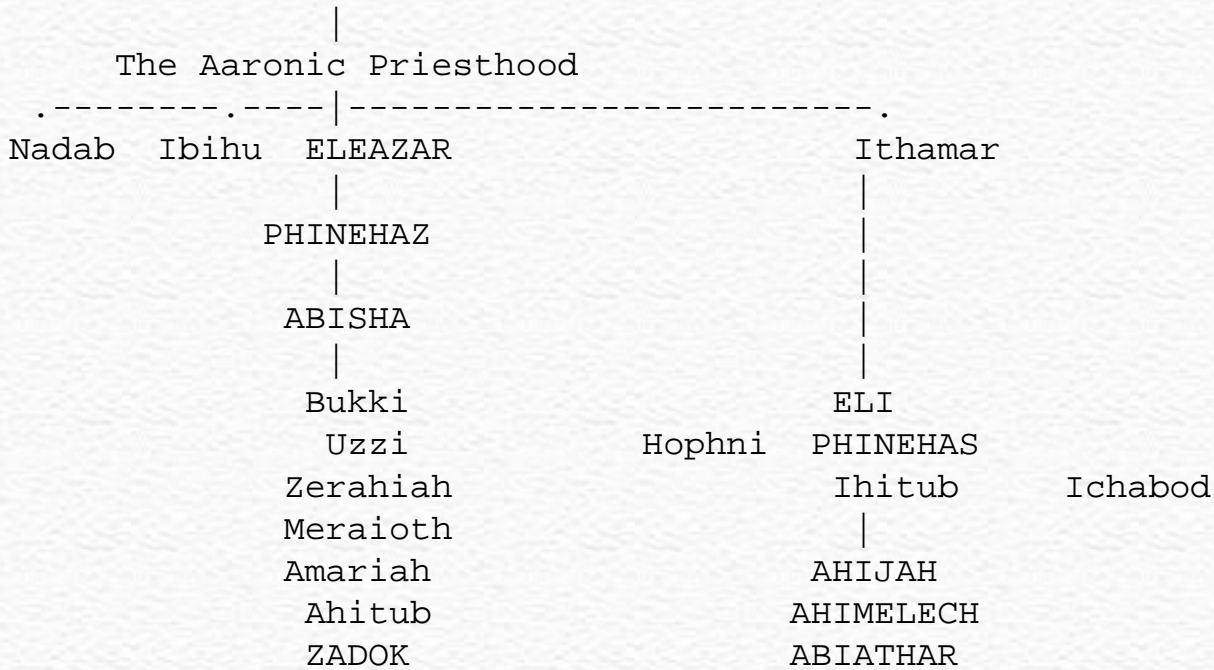 |
The Aaronic Priesthood
.--------.----|-------------------------.
Nadab  Ibihu  ELEAZAR                   Ithamar
|                         |
PHINEHAZ                     |
|                         |
ABISHA                      |
|                         |
Bukki                    ELI
Uzzi           Hophni  PHINEHAS
Zerahiah                  Ihitub     Ichabod
Meraioth                   |
Amariah                  AHIJAH
Ahitub                 AHIMELECH
ZADOK                  ABIATHAR